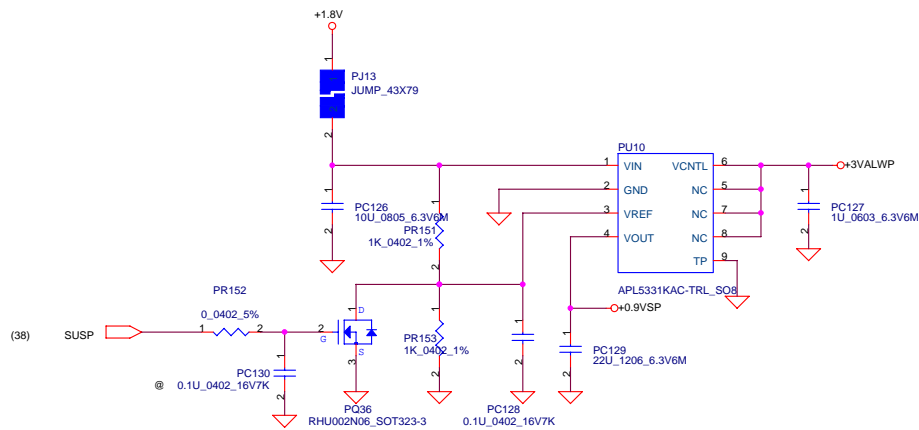 +1.8V
1
PJ13
JUMP_43X79
2
PU10
1
VIN
VCNTL
6
+3VALWP
2
GND
NC
5
3
VREF
NC
7
4
VOUT
NC
8
TP
9
APL5331KAC-TRL_SO8
1
PC126
10U_0805_6.3V6M
2
1
PR151
1K_0402_1%
2
1
PC127
1U_0603_6.3V6M
2
+0.9VSP
(38)
SUSP
PR152
0_0402_5%
1
2
2
G
1
D
S
3
PQ36
RHU002N06_SOT323-3
1
PR153
1K_0402_1%
2
1
2
PC128
0.1U_0402_16V7K
1
PC129
22U_1206_6.3V6M
2
@
1
PC130
0.1U_0402_16V7K
2